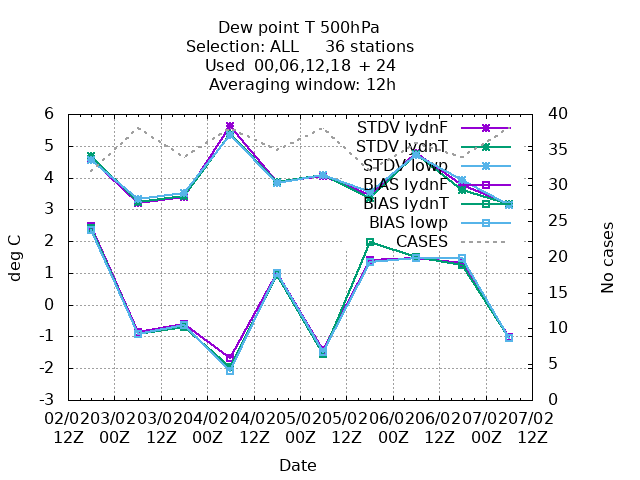 Dew point T 500hPa
Selection: ALL 36 stations
Used 00,06,12,18 + 24
Averaging window: 12h
6
5
4
3
2
1
0
-1
-2
-3
deg C
40
35
30
25
20
15
10
5
0
No cases
STDV lydnF
STDV lydnT
STDV lowp
BIAS lydnF
BIAS lydnT
BIAS lowp
CASES
02/02 03/02 03/02 04/02 04/02 05/02 05/02 06/02 06/02 07/02 07/02
12Z 00Z 12Z 00Z 12Z 00Z 12Z 00Z 12Z 00Z 12Z
Date